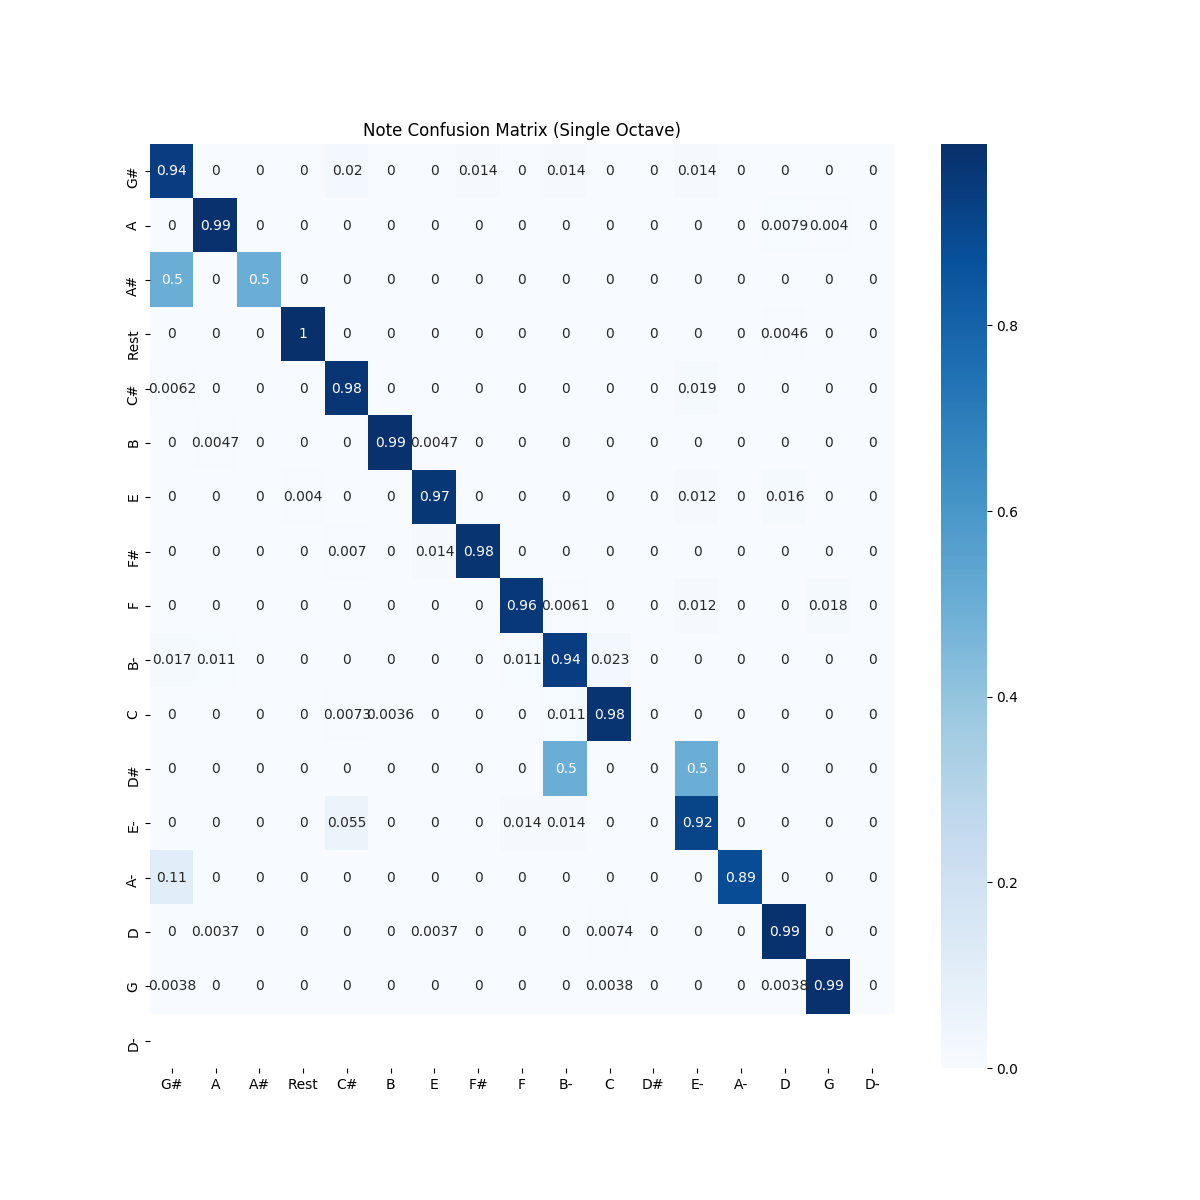 Note Confusion Matrix (Single Octave)
G# 0.94 0 0 0 0.02 0 0 0.014 0 0.014 0 0 0.014 0 0 0 0
A 0 0.99 0 0 0 0 0 0 0 0 0 0 0 0 0.0079 0.004 0
A# 0.5 0 0.5 0 0 0 0 0 0 0 0 0 0 0 0 0 0
Rest 0 0 0 1 0 0 0 0 0 0 0 0 0 0 0.0046 0 0
C# 0.0062 0 0 0 0.98 0 0 0 0 0 0 0 0.019 0 0 0 0
B 0 0.0047 0 0 0 0.99 0.0047 0 0 0 0 0 0 0 0 0 0
E 0 0 0 0.004 0 0 0.97 0 0 0 0 0 0.012 0 0.016 0 0
F# 0 0 0 0 0.007 0 0.014 0.98 0 0 0 0 0 0 0 0 0
F 0 0 0 0 0 0 0 0 0.96 0.0061 0 0 0.012 0 0 0.018 0
B- 0.017 0.011 0 0 0 0 0 0 0.011 0.94 0.023 0 0 0 0 0 0
C 0 0 0 0 0.0073 0.0036 0 0 0 0.011 0.98 0 0 0 0 0 0
D# 0 0 0 0 0 0 0 0 0 0.5 0 0 0.5 0 0 0 0
E- 0 0 0 0 0.055 0 0 0 0.014 0.014 0 0 0.92 0 0 0 0
A- 0.11 0 0 0 0 0 0 0 0 0 0 0 0 0.89 0 0 0
D 0 0.0037 0 0 0 0 0.0037 0 0 0 0.0074 0 0 0 0.99 0 0
G 0.0038 0 0 0 0 0 0 0 0 0 0.0038 0 0 0 0.0038 0.99 0
D-
G# A A# Rest C# B E F# F B- C D# E- A- D G D-
0.8
0.6
0.4
0.2
0.0